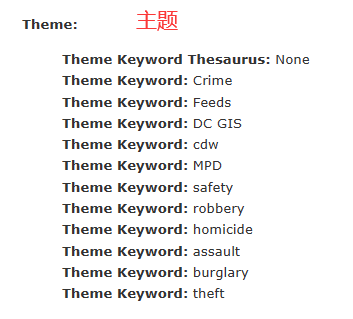 Theme: 主题
Theme Keyword Thesaurus: None
Theme Keyword: Crime
Theme Keyword: Feeds
Theme Keyword: DC GIS
Theme Keyword: cdw
Theme Keyword: MPD
Theme Keyword: safety
Theme Keyword: robbery
Theme Keyword: homicide
Theme Keyword: assault
Theme Keyword: burglary
Theme Keyword: theft